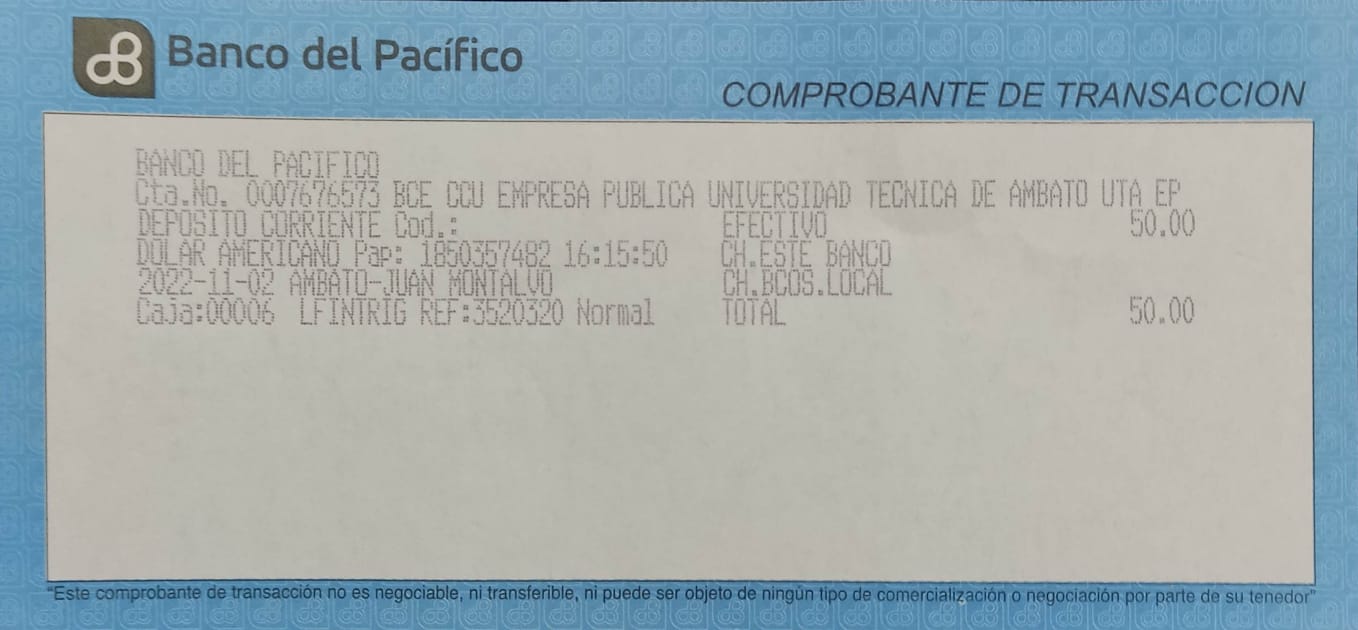 Banco del Pacífico
COMPROBANTE DE TRANSACCION
BANCO DEL PACIFICO
Cta.No. 0007676573 BCE CCU EMPRESA PUBLICA UNIVERSIDAD TECNICA DE AMBATO UTA EP
DEPOSITO CORRIENTE Cod.: EFECTIVO 50.00
DOLAR AMERICANO Pap: 1850357482 16:15:50 CH.ESTE BANCO
2022-11-02 AMBATO-JUAN MONTALVO CH.BCOS.LOCAL
Caja:00006 LFINTRIG REF:3520320 Normal TOTAL 50.00
"Este comprobante de transacción no es negociable, ni transferible, ni puede ser objeto de ningún tipo de comercialización o negociación por parte de su tenedor"